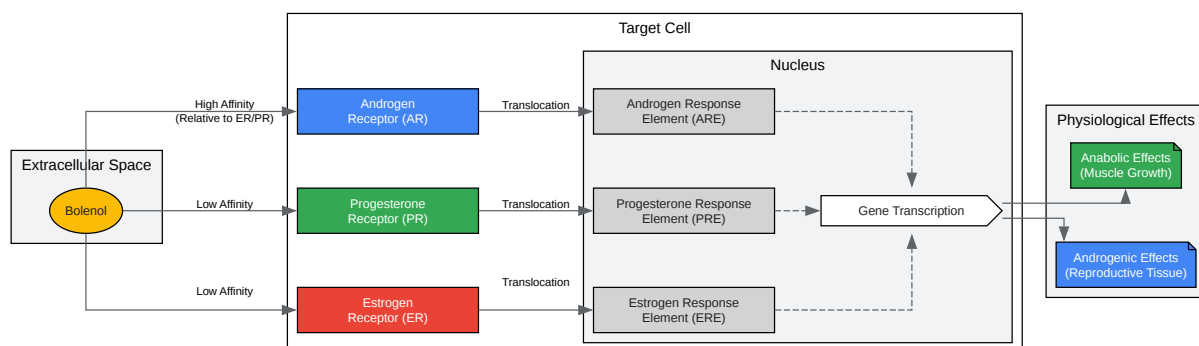 Target Cell
Nucleus
High Affinity
(Relative to ER/PR)
Androgen
Receptor (AR)
Translocation
Androgen Response
Element (ARE)
Physiological Effects
Extracellular Space
Anabolic Effects
(Muscle Growth)
Bolenol
Low Affinity
Progesterone
Receptor (PR)
Translocation
Progesterone Response
Element (PRE)
Gene Transcription
Androgenic Effects
(Reproductive Tissue)
Low Affinity
Estrogen
Receptor (ER)
Translocation
Estrogen Response
Element (ERE)